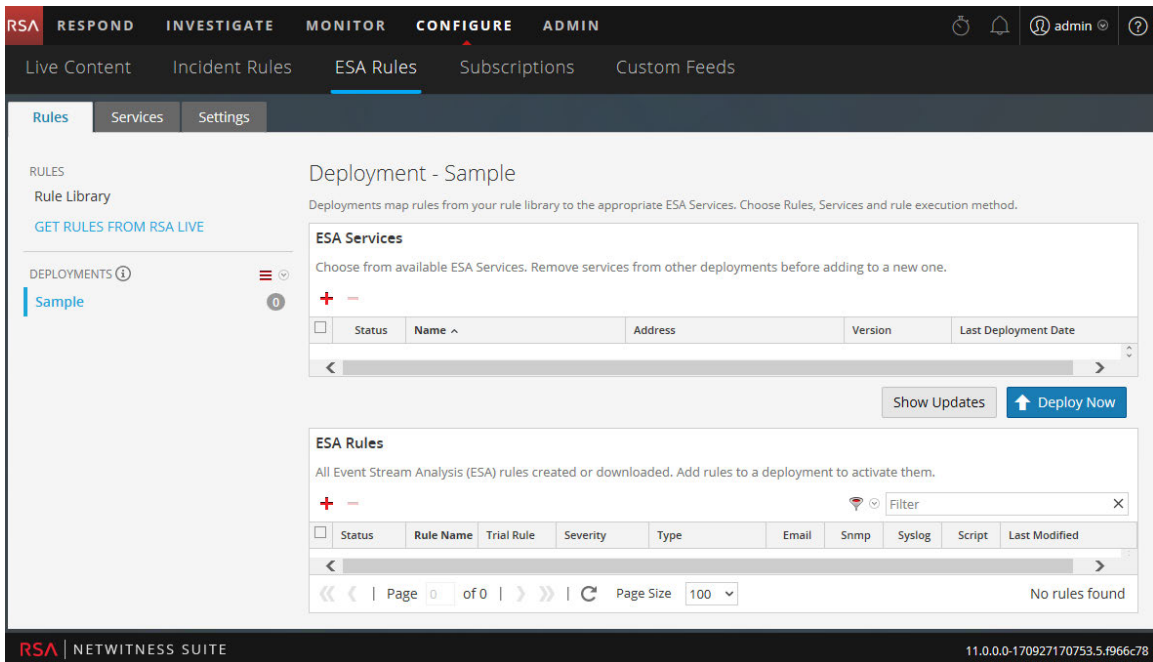 RSA RESPOND INVESTIGATE MONITOR CONFIGURE ADMIN admin ?
Live Content Incident Rules ESA Rules Subscriptions Custom Feeds
Rules Services Settings
RULES
Rule Library
GET RULES FROM RSA LIVE
DEPLOYMENTS i
Sample 0
Deployment - Sample
Deployments map rules from your rule library to the appropriate ESA Services. Choose Rules, Services and rule execution method.
ESA Services
Choose from available ESA Services. Remove services from other deployments before adding to a new one.
Status Name Address Version Last Deployment Date
Show Updates Deploy Now
ESA Rules
All Event Stream Analysis (ESA) rules created or downloaded. Add rules to a deployment to activate them.
Filter X
Status Rule Name Trial Rule Severity Type Email Snmp Syslog Script Last Modified
Page 0 of 0 Page Size 100 No rules found
RSA NETWITNESS SUITE 11.0.0.0-170927170753.5.f966c78